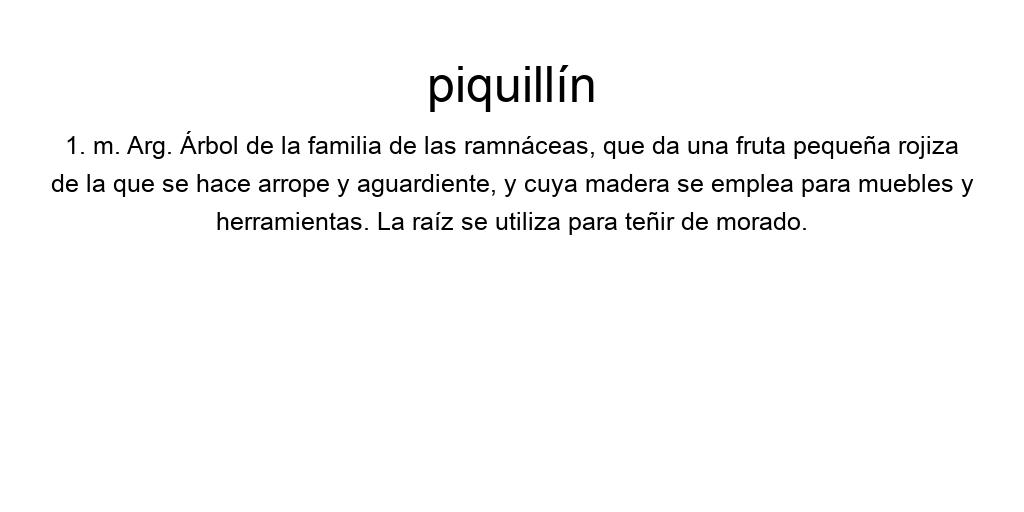 piquillín
1. m. Arg. Árbol de la familia de las ramnáceas, que da una fruta pequeña rojiza
de la que se hace arrope y aguardiente, y cuya madera se emplea para muebles y
herramientas. La raíz se utiliza para teñir de morado.